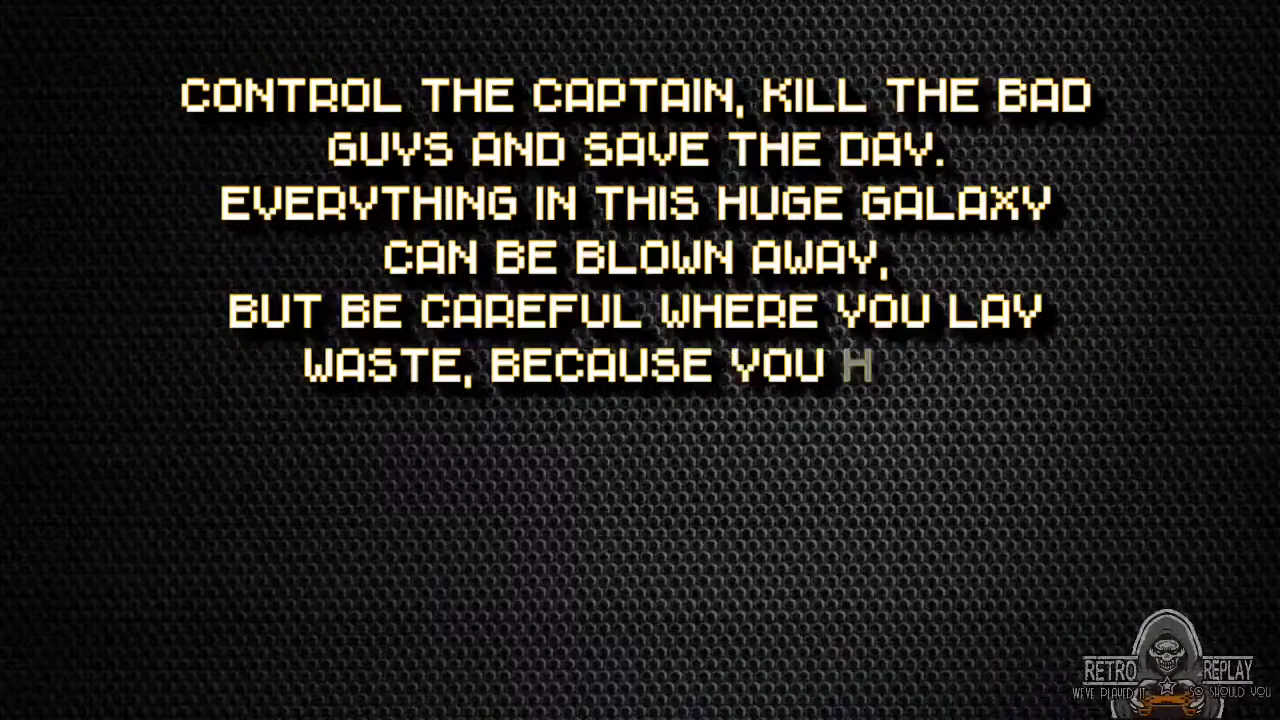 CONTROL THE CAPTAIN, KILL THE BAD
GUYS AND SAVE THE DAY.
EVERYTHING IN THIS HUGE GALAXY
CAN BE BLOWN AWAY,
BUT BE CAREFUL WHERE YOU LAY
WASTE, BECAUSE YOU H
RETRO REPLAY
WE'VE PLAYED IT SO SHOULD YOU